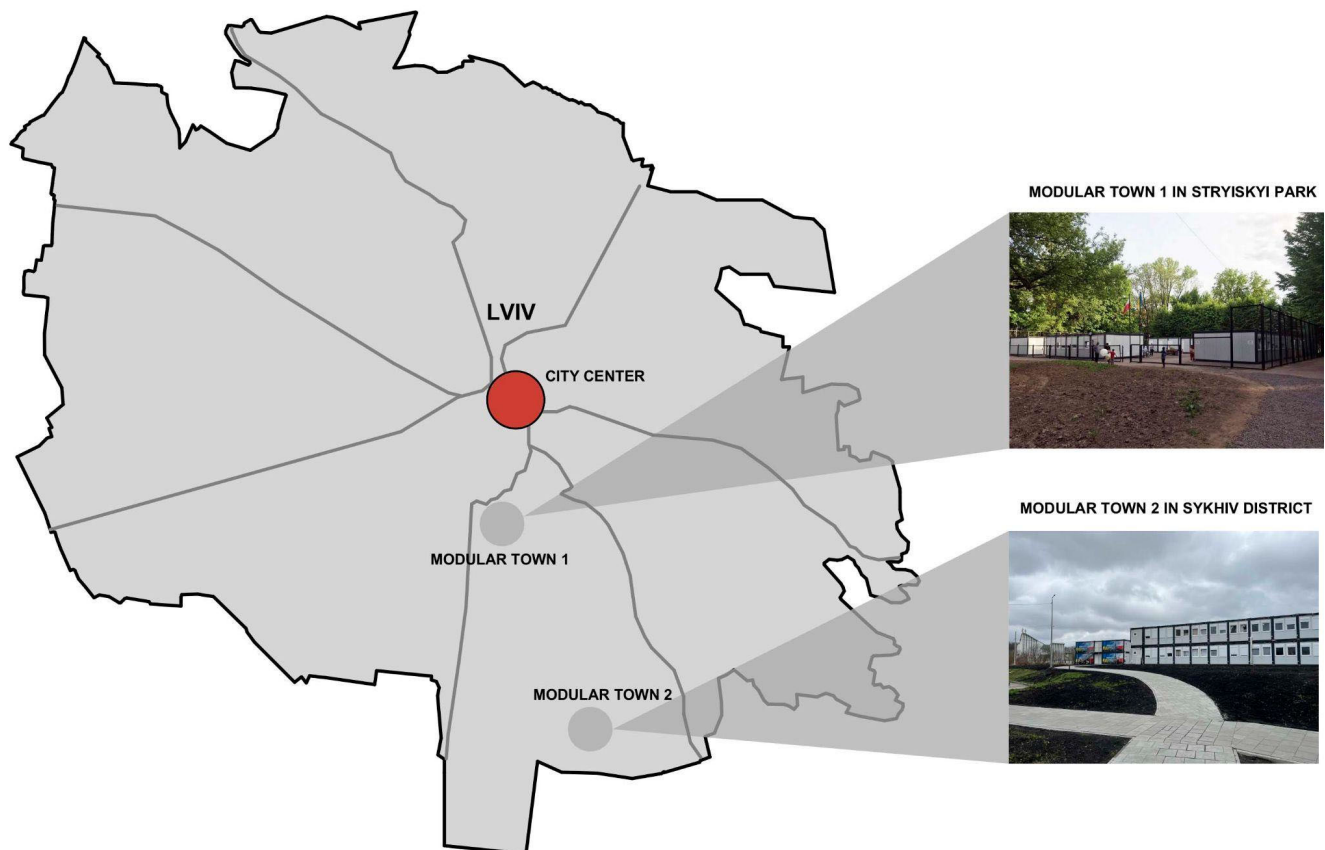 LVIV
CITY CENTER
MODULAR TOWN 1
MODULAR TOWN 2
MODULAR TOWN 1 IN STRYISKYI PARK
MODULAR TOWN 2 IN SYKHIV DISTRICT